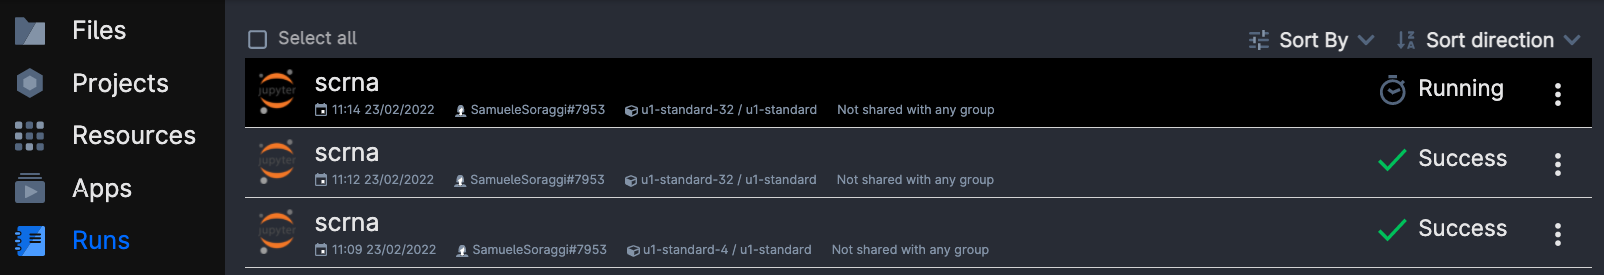 Files
Projects
Resources
Apps
Runs
Select all
Sort By
Sort direction
jupyter
scrna
11:14 23/02/2022 SamueleSoraggi#7953 u1-standard-32 / u1-standard Not shared with any group
Running
jupyter
scrna
11:12 23/02/2022 SamueleSoraggi#7953 u1-standard-32 / u1-standard Not shared with any group
Success
jupyter
scrna
11:09 23/02/2022 SamueleSoraggi#7953 u1-standard-4 / u1-standard Not shared with any group
Success